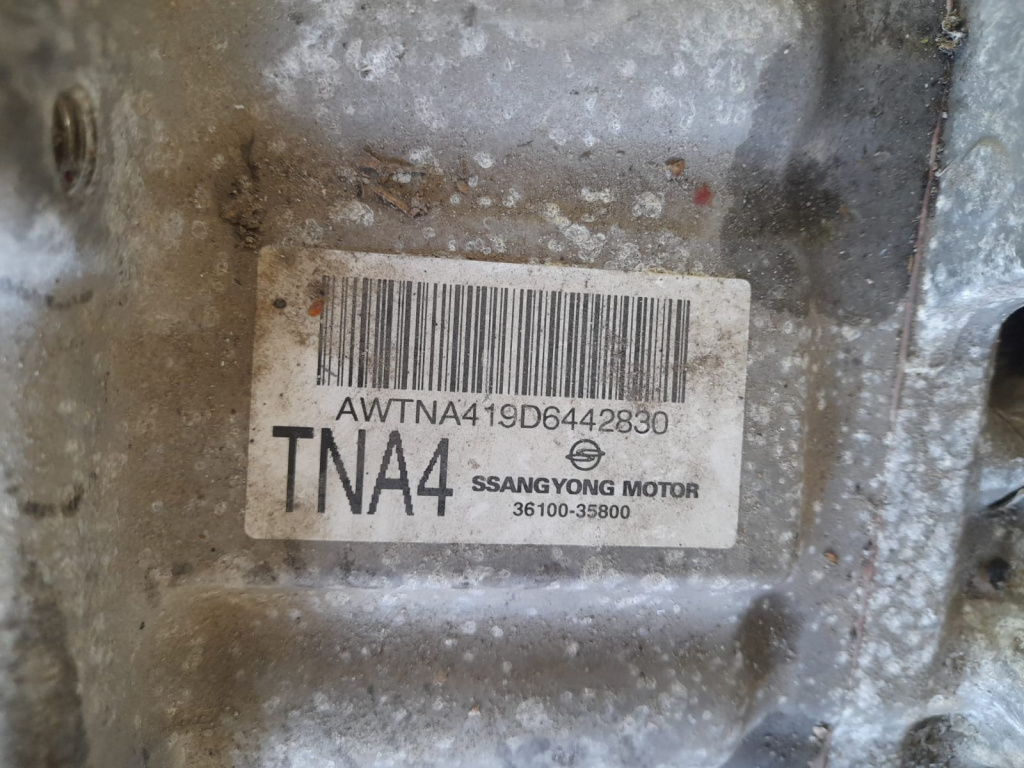 AWTNA419D6442830
TNA4
SSANGYONG MOTOR
36100-35800